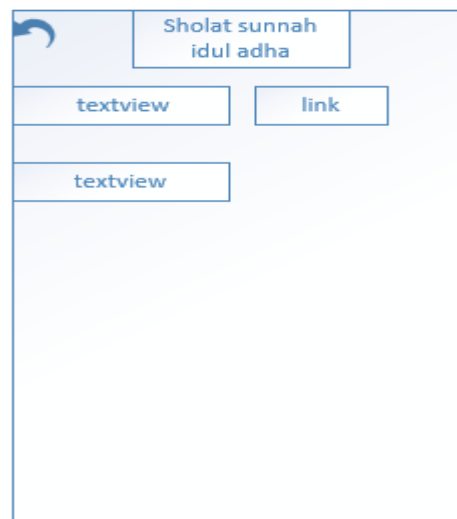 Sholat sunnah
idul adha
textview
link
textview